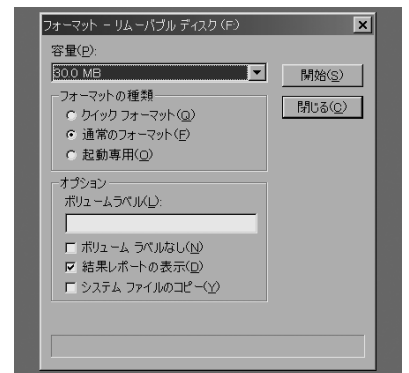 フォーマット - リムーバブル ディスク (F:)
容量(P):
30.0 MB
開始(S)
フォーマットの種類
クイック フォーマット(Q)
通常のフォーマット(F)
起動専用(O)
閉じる(C)
オプション
ボリュームラベル(L):
ボリューム ラベルなし(N)
結果レポートの表示(D)
システム ファイルのコピー(Y)